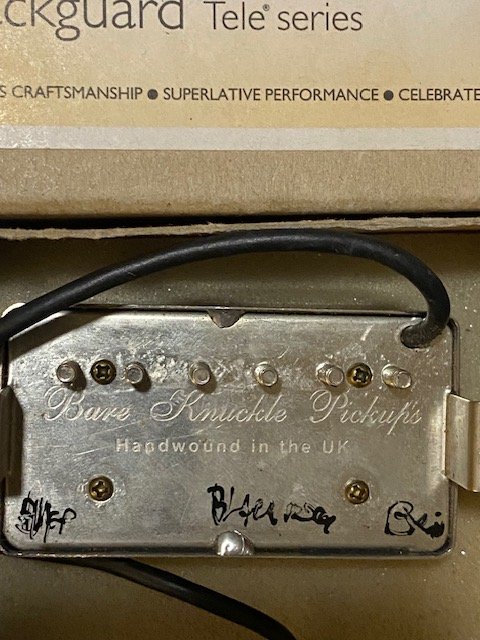 ckguard Tele® series
S CRAFTSMANSHIP ● SUPERLATIVE PERFORMANCE ● CELEBRATE
Bare Knuckle Pickups
Handwound in the UK